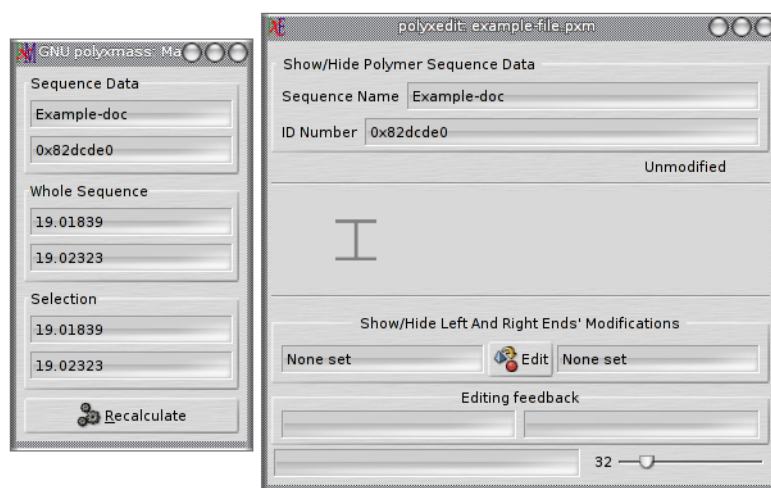 GNU polyxmass: Ma
Sequence Data
Example-doc
0x82dcde0
Whole Sequence
19.01839
19.02323
Selection
19.01839
19.02323
Recalculate
polyxedit: example-file.pxm
Show/Hide Polymer Sequence Data
Sequence Name Example-doc
ID Number 0x82dcde0
Unmodified
Show/Hide Left And Right Ends' Modifications
None set Edit None set
Editing feedback
32